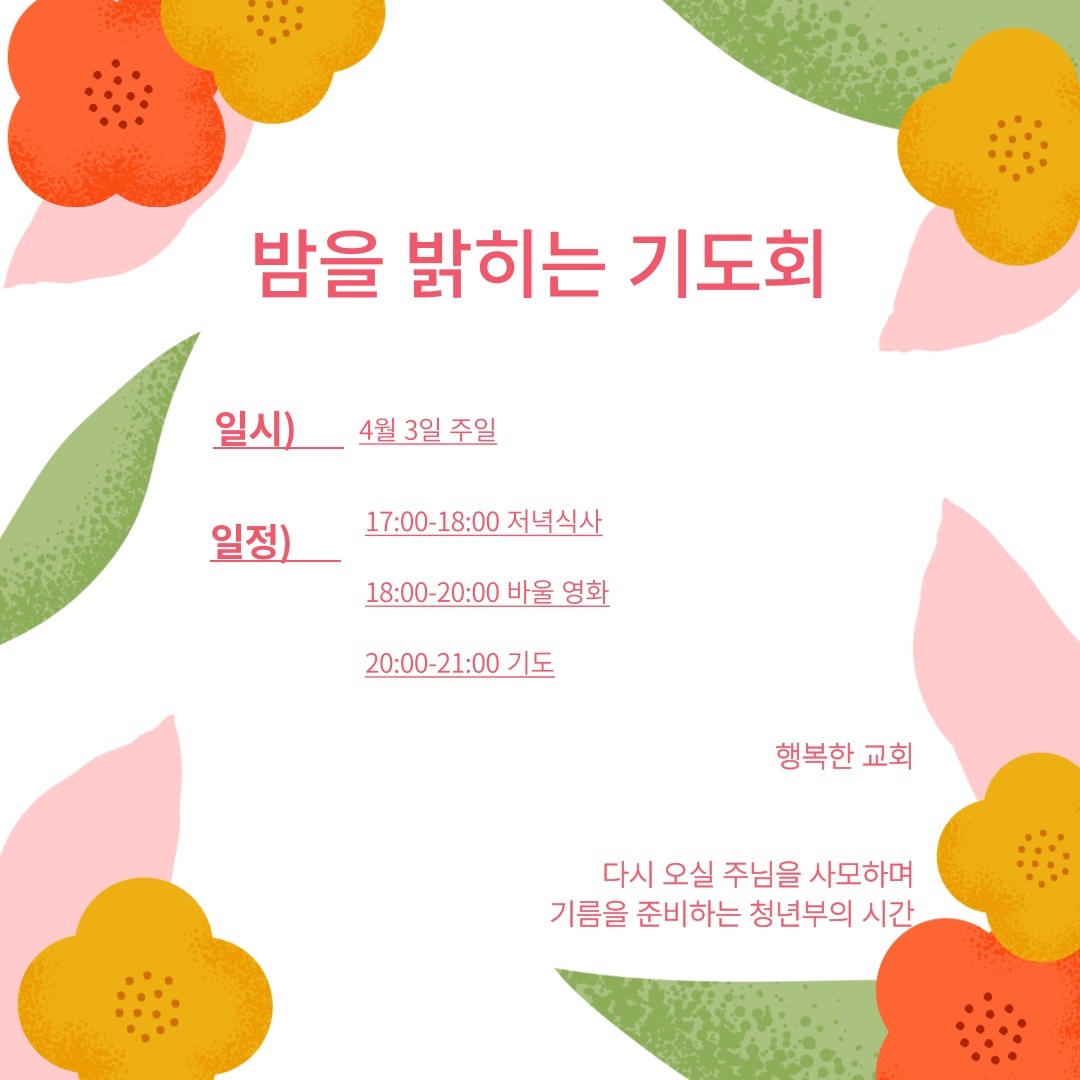 밤을 밝히는 기도회
일시) 4월 3일 주일
일정) 17:00-18:00 저녁식사
18:00-20:00 바울 영화
20:00-21:00 기도
행복한 교회
다시 오실 주님을 사모하며
기름을 준비하는 청년부의 시간